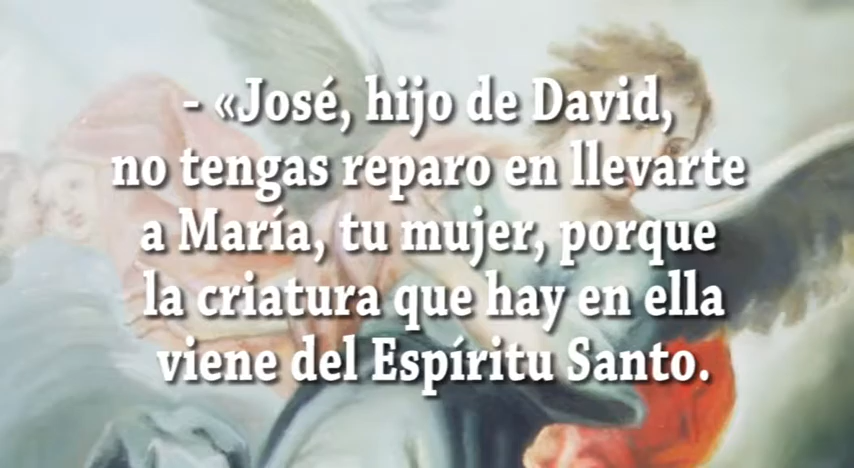 - «José, hijo de David,
no tengas reparo en llevarte
a María, tu mujer, porque
la criatura que hay en ella
viene del Espíritu Santo.